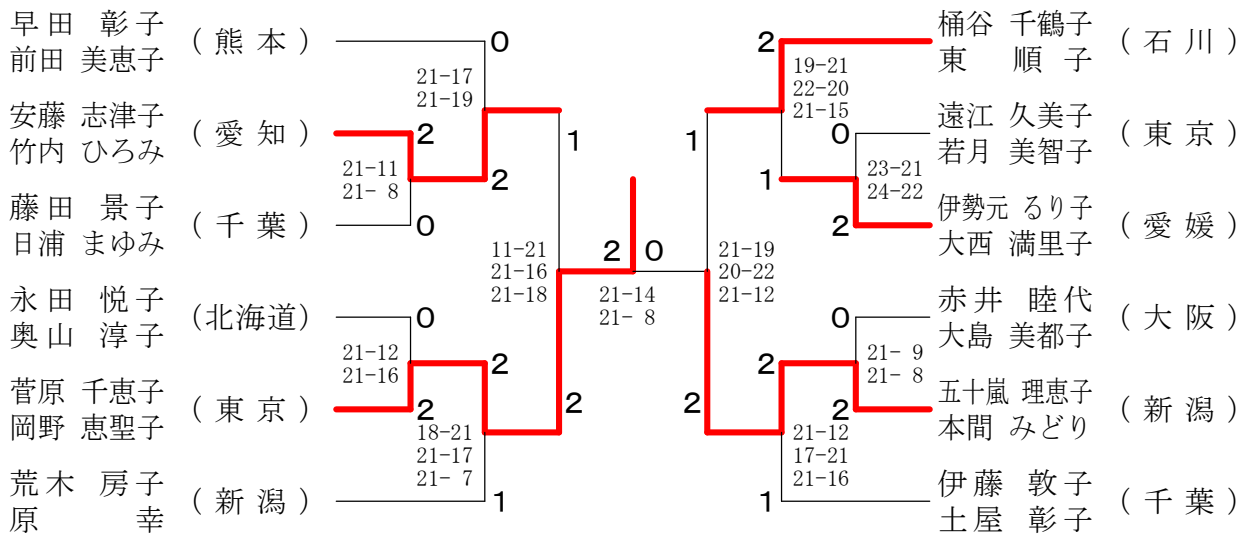 早田 彰子
前田 美恵子
（熊本）
安藤 志津子
竹内 ひろみ
（愛知）
藤田 景子
日浦 まゆみ
（千葉）
永田 悦子
奥山 淳子
（北海道）
菅原 千恵子
岡野 恵聖子
（東京）
荒木 房子
原 幸
（新潟）
0
21-17
21-19
2
21-11
21- 8
2
0
1
0
21-12
21-16
2
2
18-21
21-17
21- 7
1
11-21
21-16
21-18
2
2 0
21-14
21- 8
2
19-21
22-20
21-15
1
0
23-21
24-22
1
2
21-19
20-22
21-12
0
21- 9
21- 8
2
2
2
21-12
17-21
21-16
1
桶谷 千鶴子
東 順子
（石川）
遠江 久美子
若月 美智子
（東京）
伊勢元 るり子
大西 満里子
（愛媛）
赤井 睦代
大島 美都子
（大阪）
五十嵐 理恵子
本間 みどり
（新潟）
伊藤 敦子
土屋 彰子
（千葉）